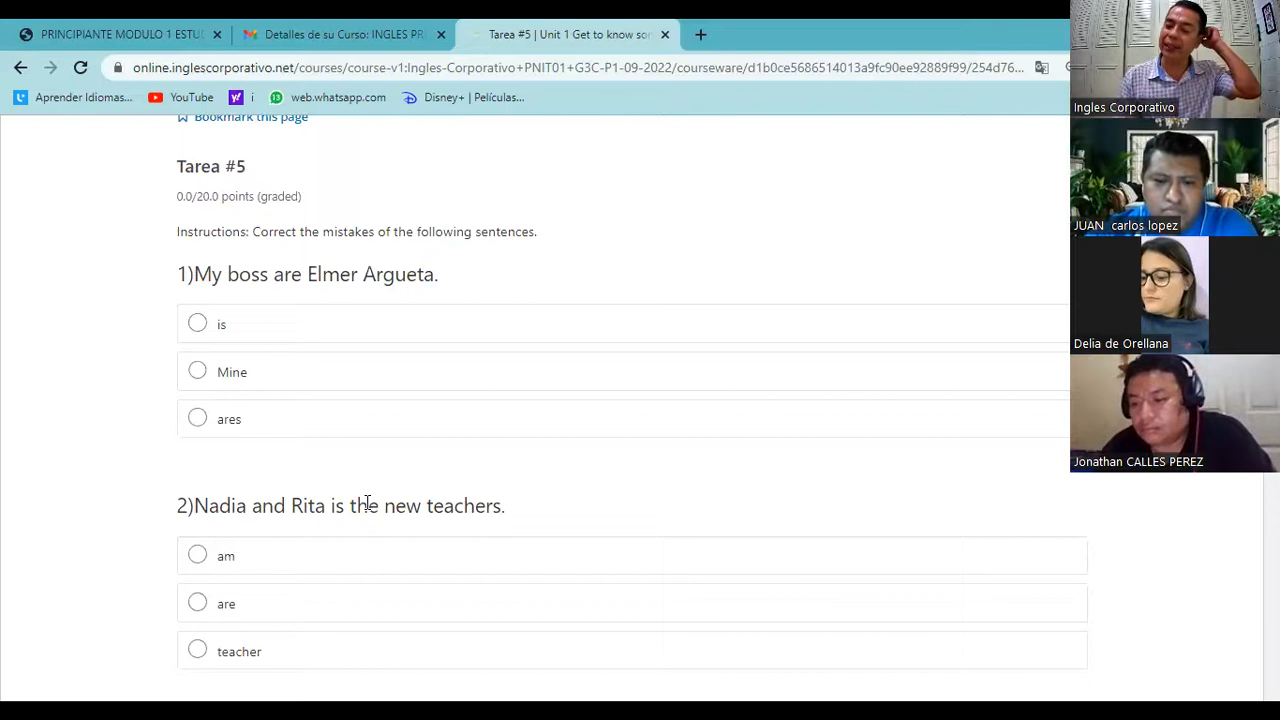 PRINCIPIANTE MODULO 1 ESTU
Detalles de su Curso: INGLES PR
Tarea #5 | Unit 1 Get to know so
online.inglescorporativo.net/courses/course-v1:Ingles-Corporativo+PNIT01+G3C-P1-09-2022/courseware/d1b0ce5686514013a9fc90ee92889f99/254d76...
Aprender Idiomas...
YouTube
i
web.whatsapp.com
Disney+ | Películas,...
Bookmark this page
Tarea #5
0.0/20.0 points (graded)
Instructions: Correct the mistakes of the following sentences.
1)My boss are Elmer Argueta.
is
Mine
ares
2)Nadia and Rita is the new teachers.
am
are
teacher
Ingles Corporativo
JUAN carlos lopez
Delia de Orellana
Jonathan CALLES PEREZ